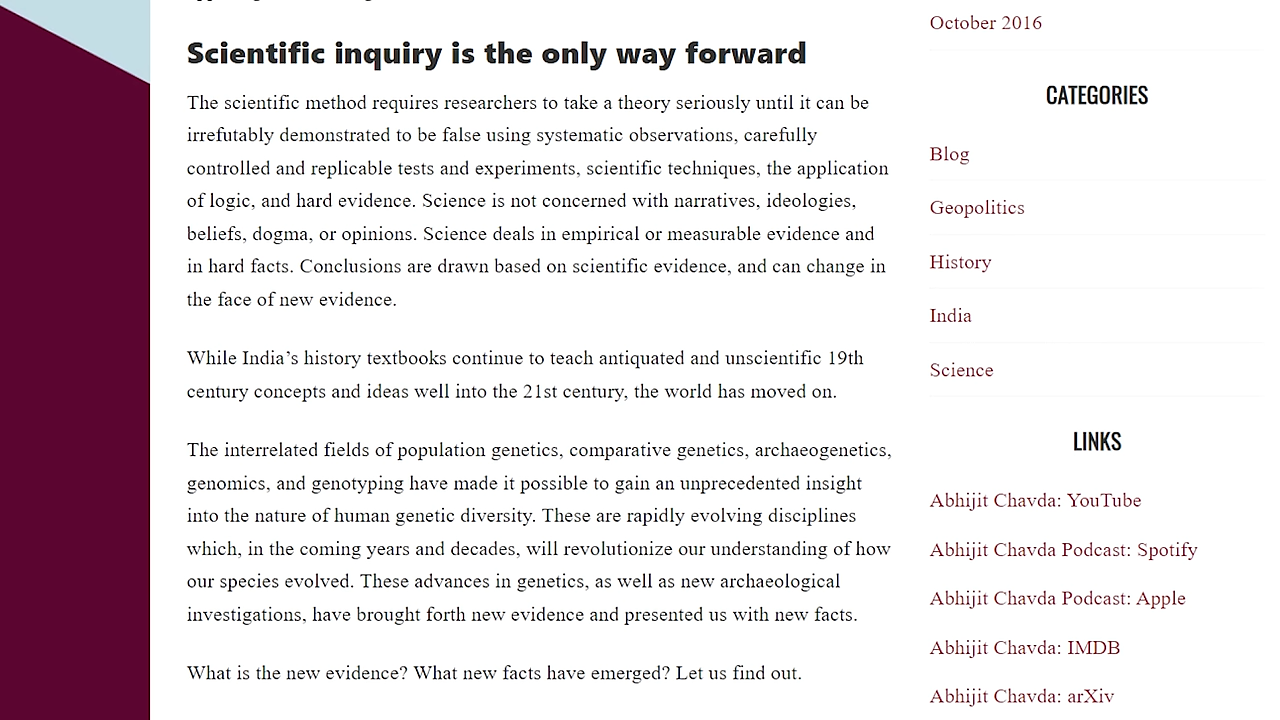 Scientific inquiry is the only way forward
The scientific method requires researchers to take a theory seriously until it can be
irrefutably demonstrated to be false using systematic observations, carefully
controlled and replicable tests and experiments, scientific techniques, the application
of logic, and hard evidence. Science is not concerned with narratives, ideologies,
beliefs, dogma, or opinions. Science deals in empirical or measurable evidence and
in hard facts. Conclusions are drawn based on scientific evidence, and can change in
the face of new evidence.
While India’s history textbooks continue to teach antiquated and unscientific 19th
century concepts and ideas well into the 21st century, the world has moved on.
The interrelated fields of population genetics, comparative genetics, archaeogenetics,
genomics, and genotyping have made it possible to gain an unprecedented insight
into the nature of human genetic diversity. These are rapidly evolving disciplines
which, in the coming years and decades, will revolutionize our understanding of how
our species evolved. These advances in genetics, as well as new archaeological
investigations, have brought forth new evidence and presented us with new facts.
What is the new evidence? What new facts have emerged? Let us find out.
October 2016
CATEGORIES
Blog
Geopolitics
History
India
Science
LINKS
Abhijit Chavda: YouTube
Abhijit Chavda Podcast: Spotify
Abhijit Chavda Podcast: Apple
Abhijit Chavda: IMDB
Abhijit Chavda: arXiv